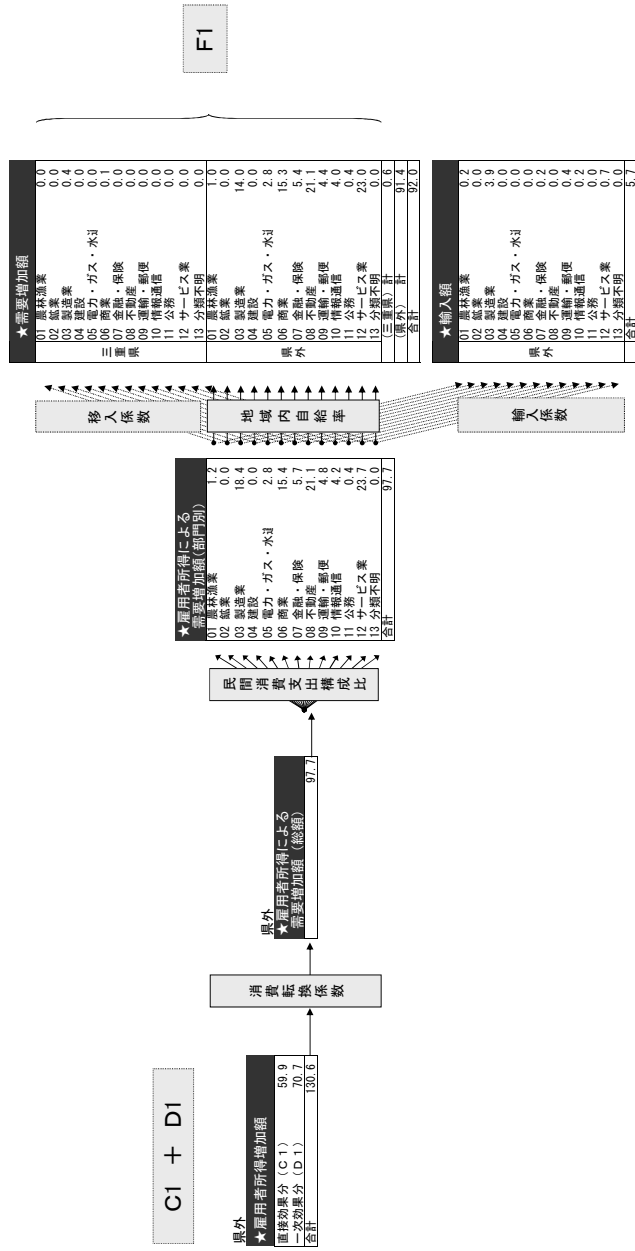 C1 ＋ D1
県外
★雇用者所得増加額
直接効果分（C1） 59.9
一次効果分（D1） 70.7
合計 130.6
消費転換係数
県外
★雇用者所得による
需要増加額（総額）
97.7
民間消費支出構成比
★雇用者所得による
需要増加額(部門別)
01 農林漁業 1.2
02 鉱業 0.0
03 製造業 18.4
04 建設 0.0
05 電力・ガス・水道 2.8
06 商業 15.4
07 金融・保険 5.7
08 不動産 21.1
09 運輸・郵便 4.8
10 情報通信 4.2
11 公務 0.4
12 サービス業 23.7
13 分類不明 0.0
合計 97.7
移入係数
地域内自給率
輸入係数
★需要増加額
三重県
01 農林漁業 0.0
02 鉱業 0.0
03 製造業 0.4
04 建設 0.0
05 電力・ガス・水道 0.0
06 商業 0.1
07 金融・保険 0.0
08 不動産 0.0
09 運輸・郵便 0.0
10 情報通信 0.0
11 公務 0.0
12 サービス業 0.0
13 分類不明 0.0
県外
01 農林漁業 1.0
02 鉱業 0.0
03 製造業 14.0
04 建設 0.0
05 電力・ガス・水道 2.8
06 商業 15.3
07 金融・保険 5.4
08 不動産 21.1
09 運輸・郵便 4.4
10 情報通信 4.0
11 公務 0.4
12 サービス業 23.0
13 分類不明 0.0
(三重県) 計 0.6
(県外) 計 91.4
合計 92.0
★輸入額
県外
01 農林漁業 0.2
02 鉱業 0.0
03 製造業 3.9
04 建設 0.0
05 電力・ガス・水道 0.0
06 商業 0.0
07 金融・保険 0.2
08 不動産 0.0
09 運輸・郵便 0.4
10 情報通信 0.2
11 公務 0.0
12 サービス業 0.7
13 分類不明 0.0
合計 5.7
F1